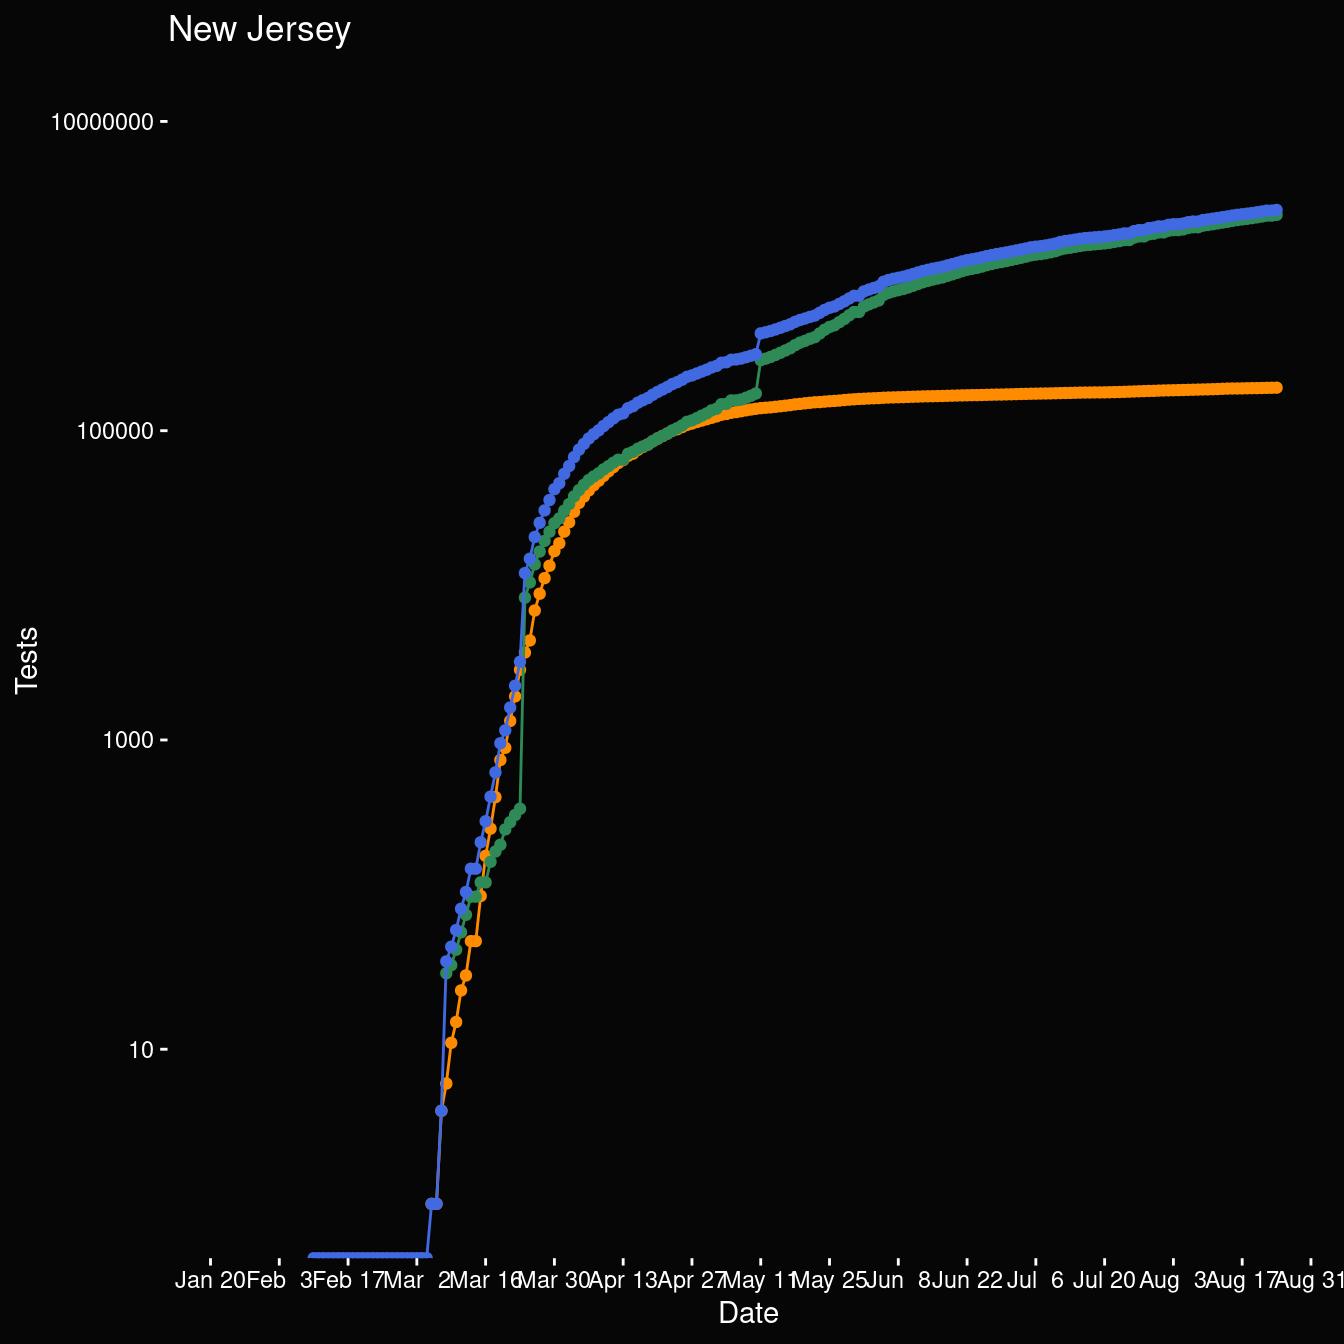 New Jersey
10000000
100000
1000
10
Tests
Jan 20 Feb 3 Feb 17 Mar 2 Mar 16 Mar 30 Apr 13 Apr 27 May 11 May 25 Jun 8 Jun 22 Jul 6 Jul 20 Aug 3 Aug 17 Aug 31
Date